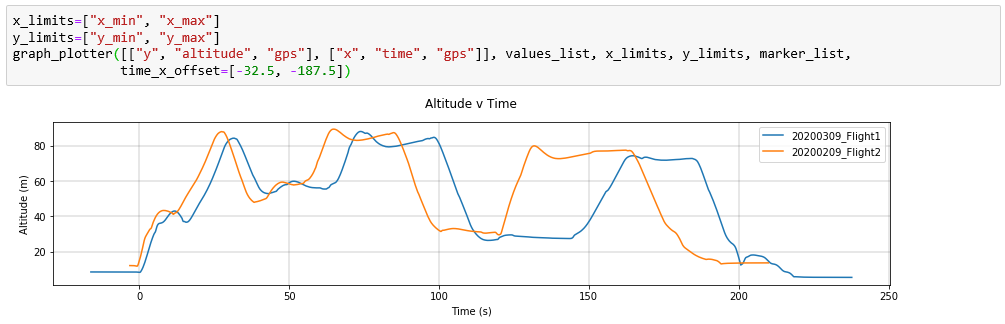 x_limits=["x_min", "x_max"]
y_limits=["y_min", "y_max"]
graph_plotter([["y", "altitude", "gps"], ["x", "time", "gps"]], values_list, x_limits, y_limits, marker_list,
time_x_offset=[-32.5, -187.5])
Altitude v Time
20200309_Flight1
20200209_Flight2
80
60
40
20
Altitude (m)
0 50 100 150 200 250
Time (s)